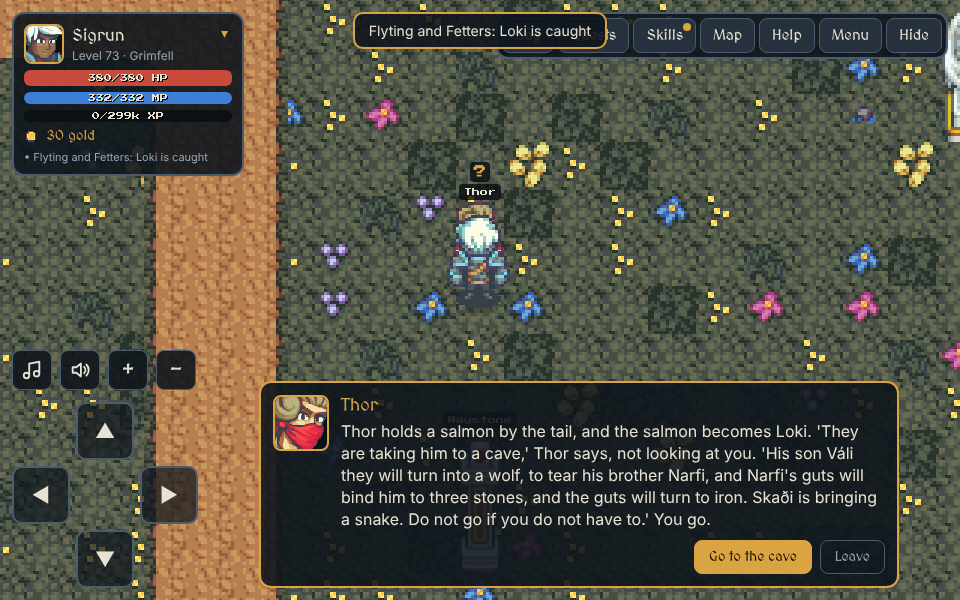 Sigrun
Level 73 · Grimfell
380/380 HP
332/332 MP
0/299k XP
30 gold
• Flyting and Fetters: Loki is caught
Flyting and Fetters: Loki is caught
Skills
Map
Help
Menu
Hide
?
Thor
+
−
Thor
Waystone
Thor holds a salmon by the tail, and the salmon becomes Loki. 'They
are taking him to a cave,' Thor says, not looking at you. 'His son Váli
they will turn into a wolf, to tear his brother Narfi, and Narfi's guts will
bind him to three stones, and the guts will turn to iron. Skaði is bringing
a snake. Do not go if you do not have to.' You go.
Go to the cave
Leave